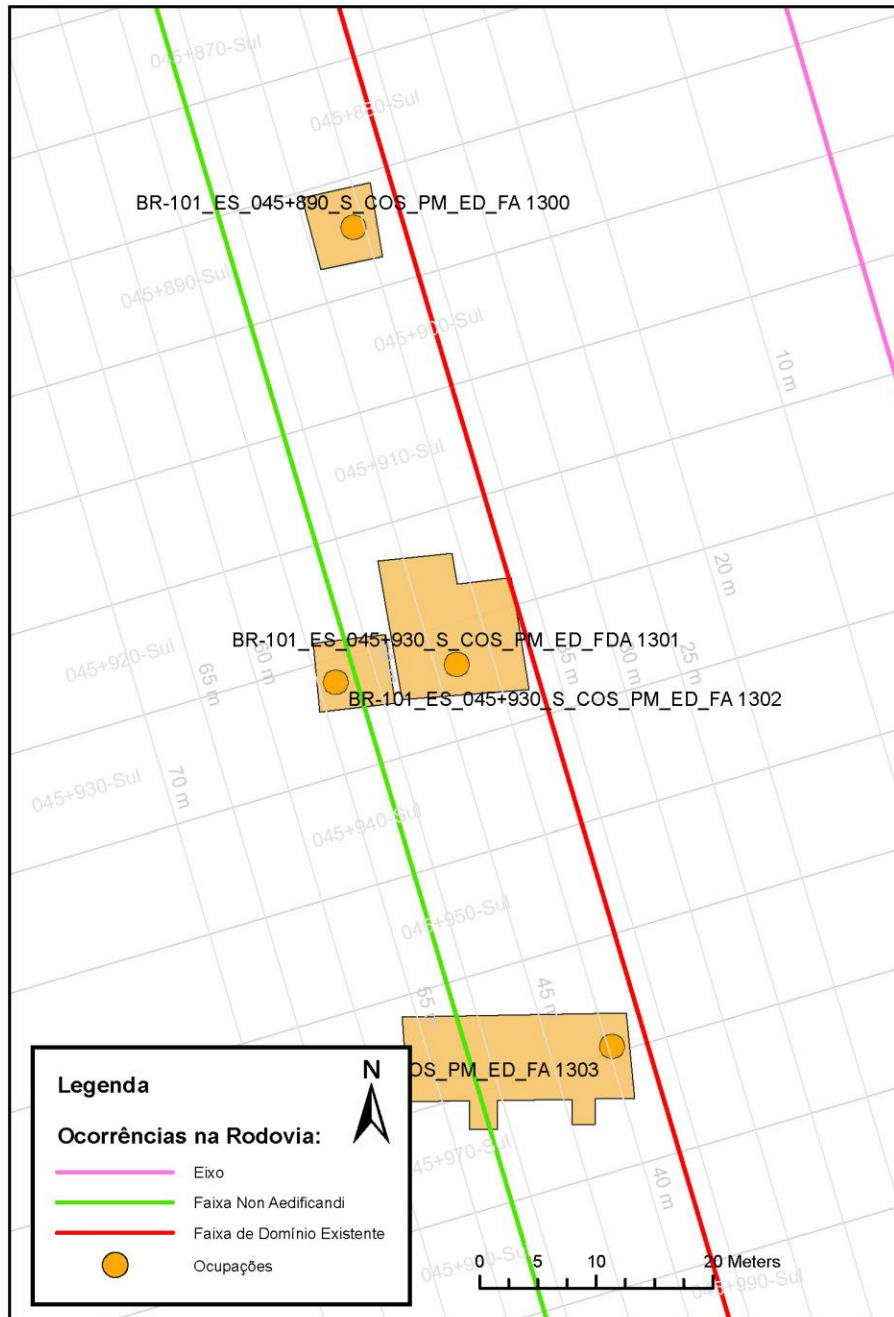 045+870-Sul
045+880-Sul
BR-101_ES_045+890_S_COS_PM_ED_FA 1300
045+890-Sul
045+900-Sul
10 m
045+910-Sul
20 m
BR-101_ES_045+930_S_COS_PM_ED_FDA 1301
045+920-Sul
65 m
60 m
35 m
30 m
25 m
BR-101_ES_045+930_S_COS_PM_ED_FA 1302
045+930-Sul
70 m
045+940-Sul
045+950-Sul
55 m
45 m
OS_PM_ED_FA 1303
045+970-Sul
40 m
Legenda
N
Ocorrências na Rodovia:
Eixo
Faixa Non Aedificandi
Faixa de Domínio Existente
Ocupações
045+980-Sul
0 5 10 20 Meters
045+990-Sul